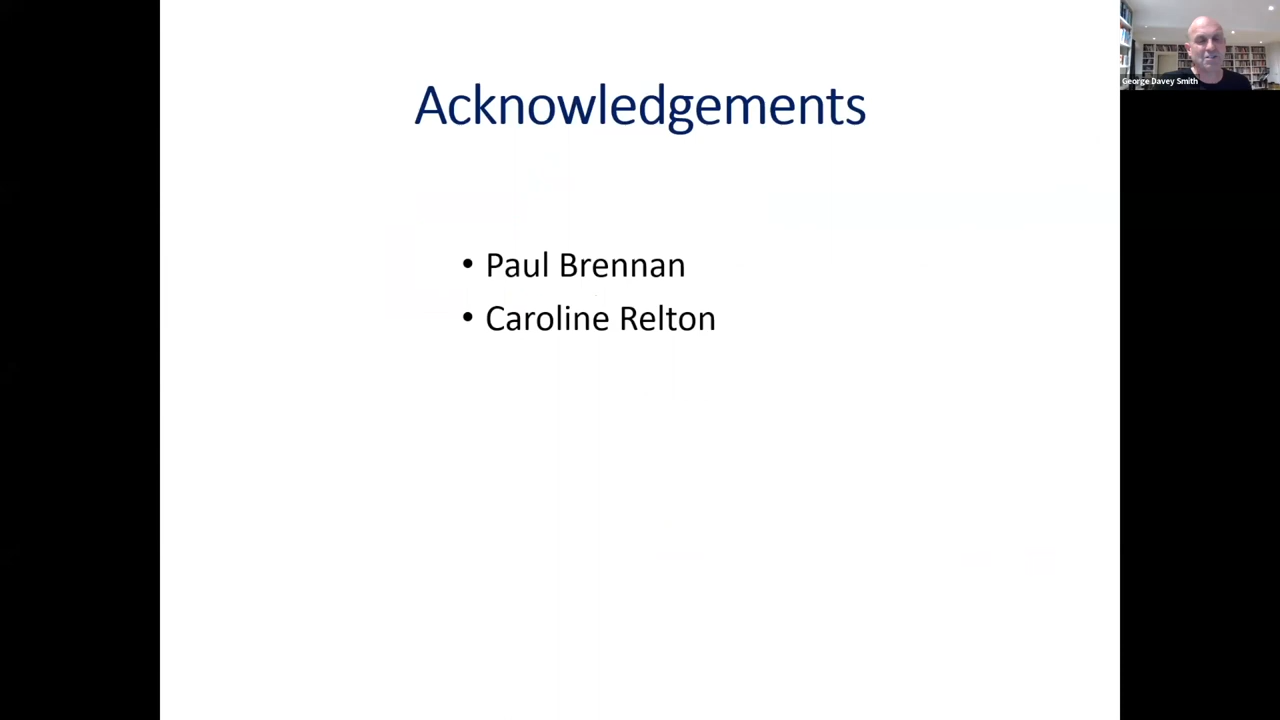 George Davey Smith
Acknowledgements
• Paul Brennan
• Caroline Relton